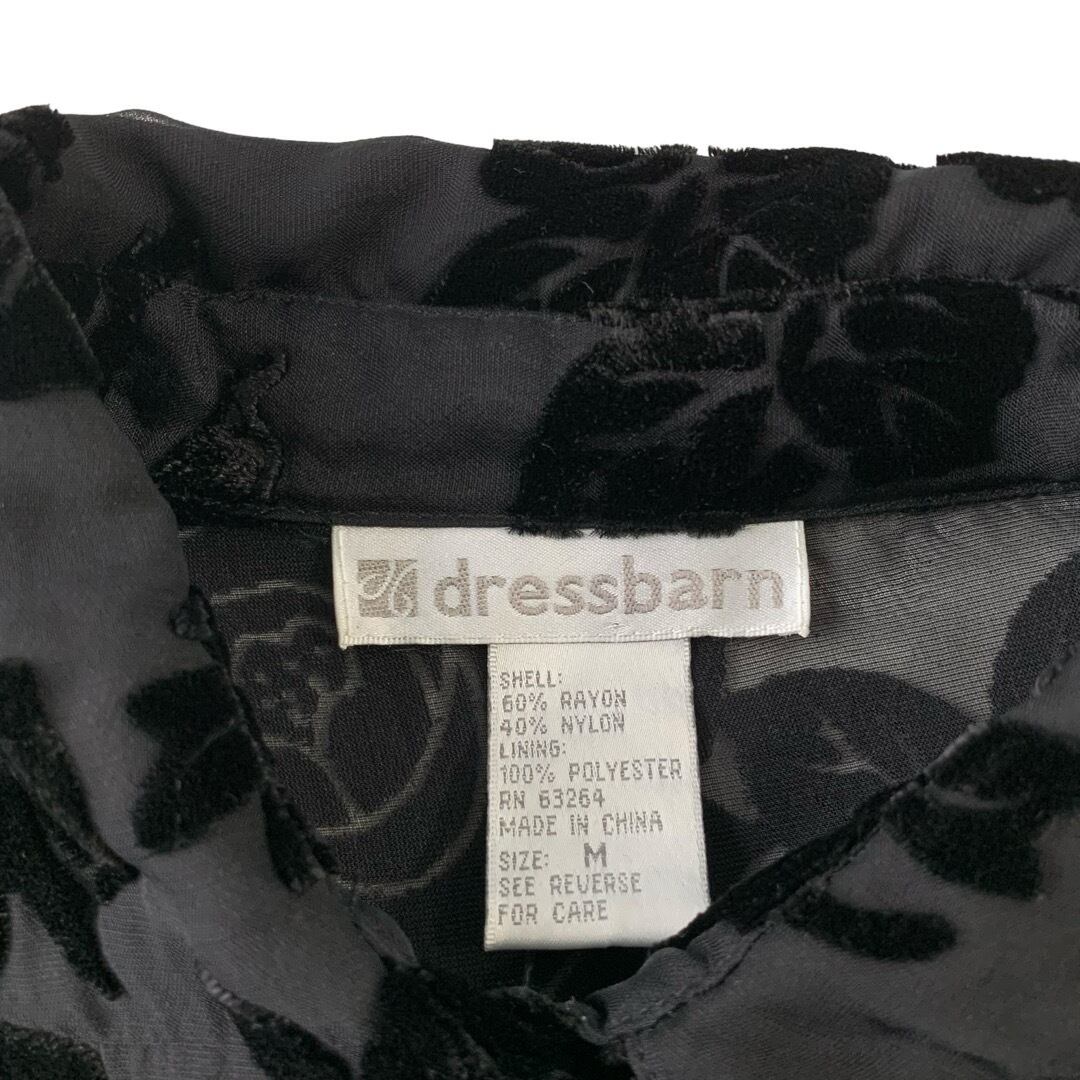 dressbarn
SHELL:
60% RAYON
40% NYLON
LINING:
100% POLYESTER
RN 63264
MADE IN CHINA
SIZE: M
SEE REVERSE
FOR CARE